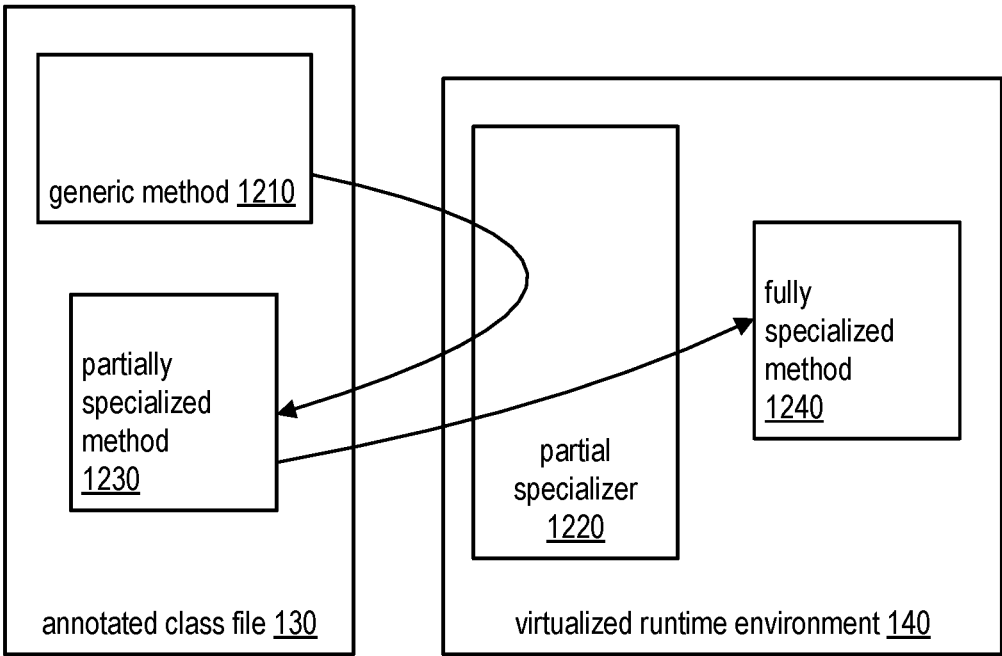 generic method 1210
partially
specialized
method
1230
annotated class file 130
partial
specializer
1220
fully
specialized
method
1240
virtualized runtime environment 140